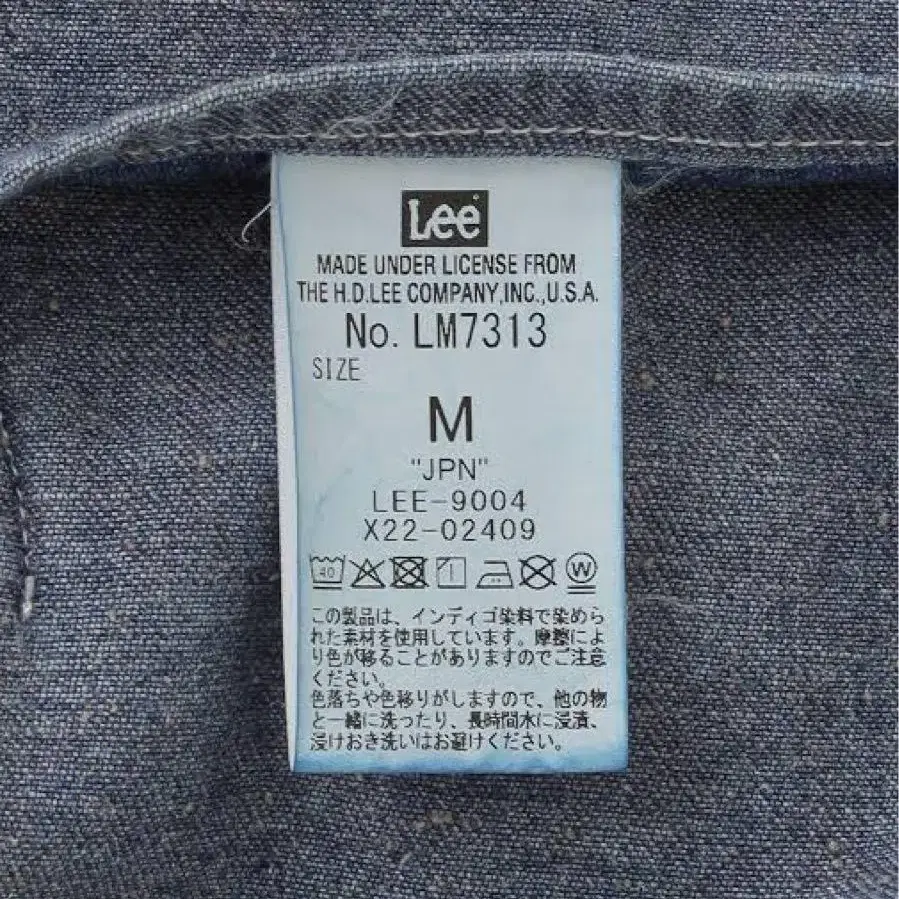 Lee
MADE UNDER LICENSE FROM
THE H.D.LEE COMPANY,INC.,U.S.A.
No. LM7313
SIZE
M
"JPN"
LEE-9004
X22-02409
40
W
この製品は、インディゴ染料で染めら
れた素材を使用しています。摩擦によ
り色が移ることがありますのでご注意
ください。
色落ちや色移りがしますので、他の物
と一緒に洗ったり、長時間水に浸漬、
浸けおき洗いはお避けください。